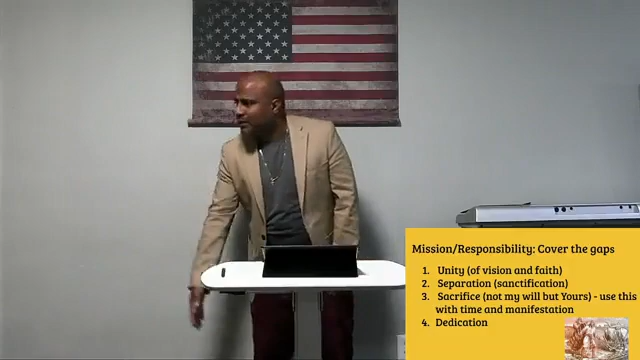 Mission/Responsibility: Cover the gaps
1. Unity (of vision and faith)
2. Separation (sanctification)
3. Sacrifice (not my will but Yours) - use this
with time and manifestation
4. Dedication